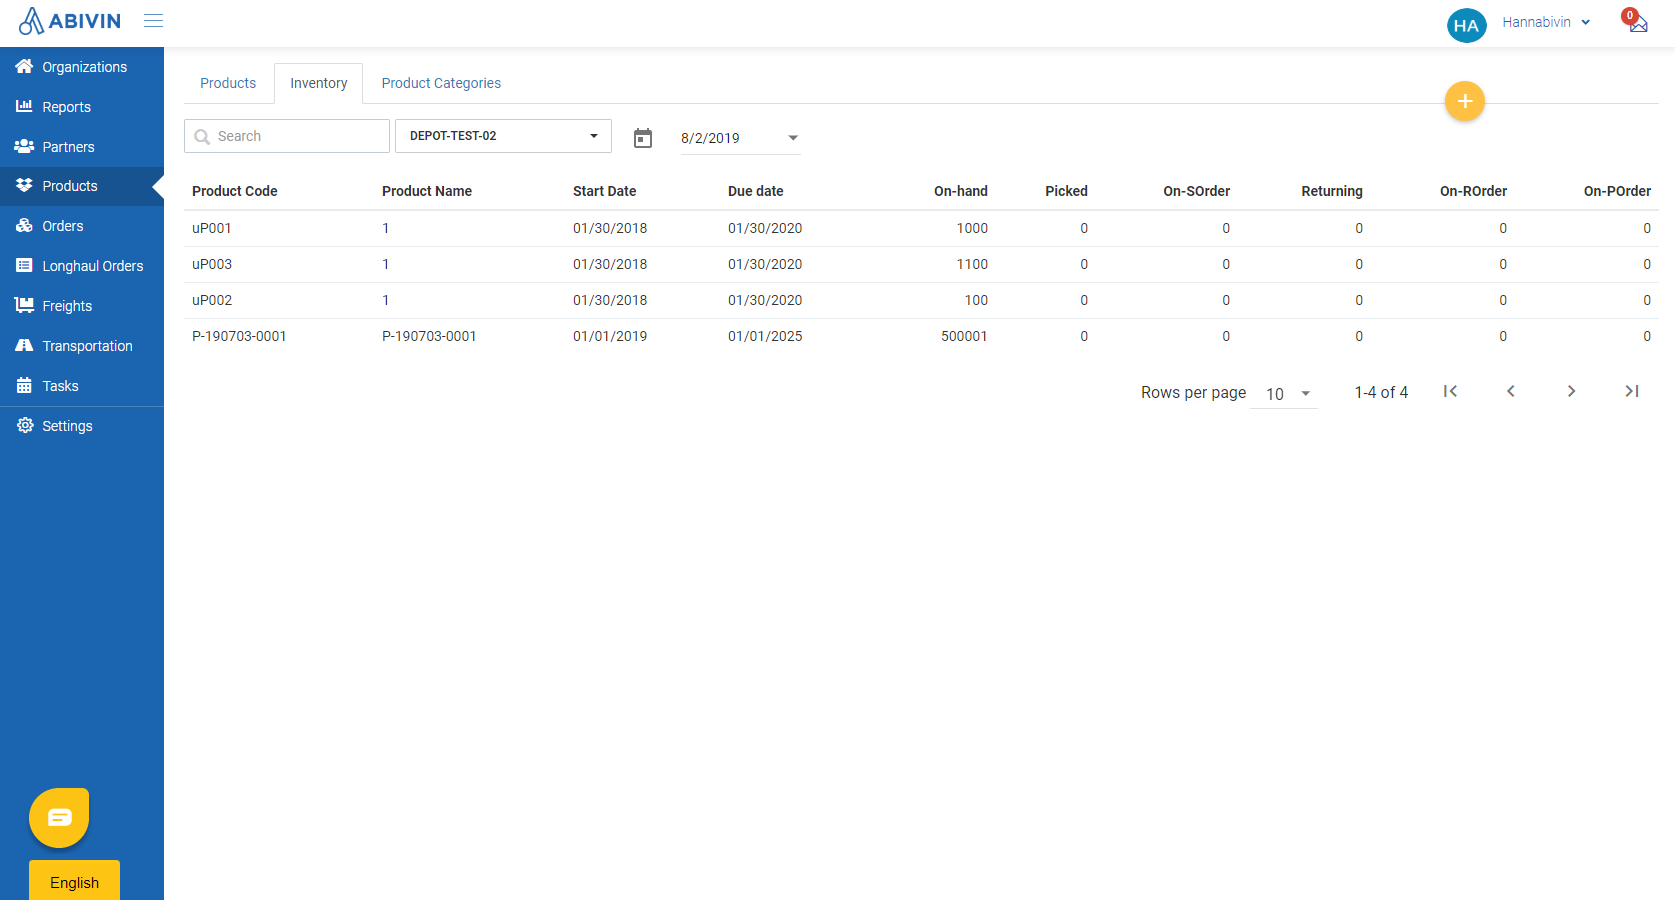 ABIVIN
HA Hannabivin 0
Organizations
Reports
Partners
Products
Orders
Longhaul Orders
Freights
Transportation
Tasks
Settings
English
Products Inventory Product Categories
+
Search DEPOT-TEST-02 8/2/2019
Product Code Product Name Start Date Due date On-hand Picked On-SOrder Returning On-ROrder On-POrder
uP001 1 01/30/2018 01/30/2020 1000 0 0 0 0 0
uP003 1 01/30/2018 01/30/2020 1100 0 0 0 0 0
uP002 1 01/30/2018 01/30/2020 100 0 0 0 0 0
P-190703-0001 P-190703-0001 01/01/2019 01/01/2025 500001 0 0 0 0 0
Rows per page 10 1-4 of 4